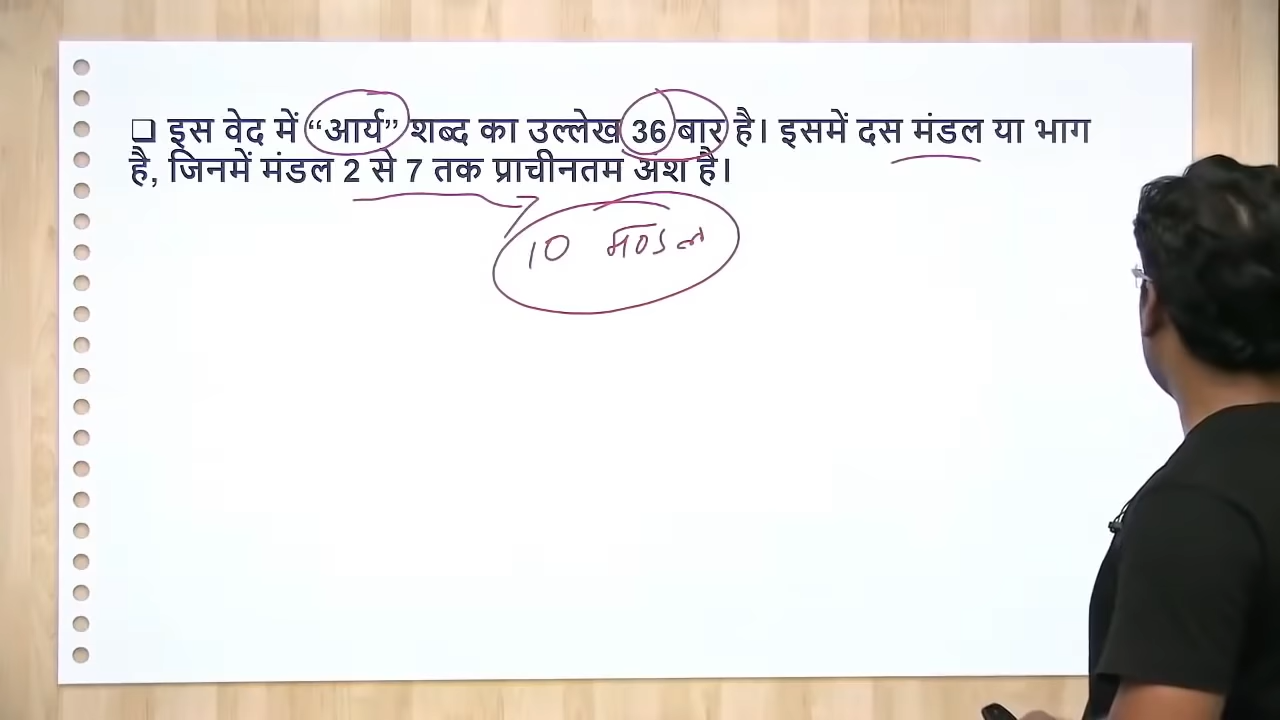 ❑ इस वेद में “आर्य” शब्द का उल्लेख 36 बार है। इसमें दस मंडल या भाग
है, जिनमें मंडल 2 से 7 तक प्राचीनतम अंश है।
10 मण्डल